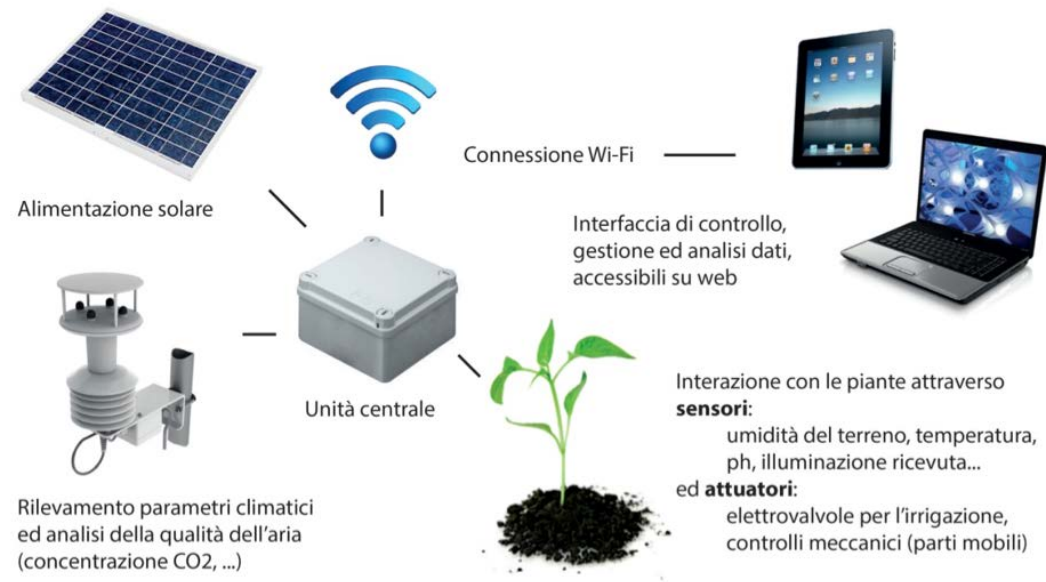 Alimentazione solare
Connessione Wi-Fi
Interfaccia di controllo,
gestione ed analisi dati,
accessibili su web
Unità centrale
Rilevamento parametri climatici
ed analisi della qualità dell'aria
(concentrazione CO2, ...)
Interazione con le piante attraverso
sensori:
umidità del terreno, temperatura,
ph, illuminazione ricevuta...
ed attuatori:
elettrovalvole per l'irrigazione,
controlli meccanici (parti mobili)